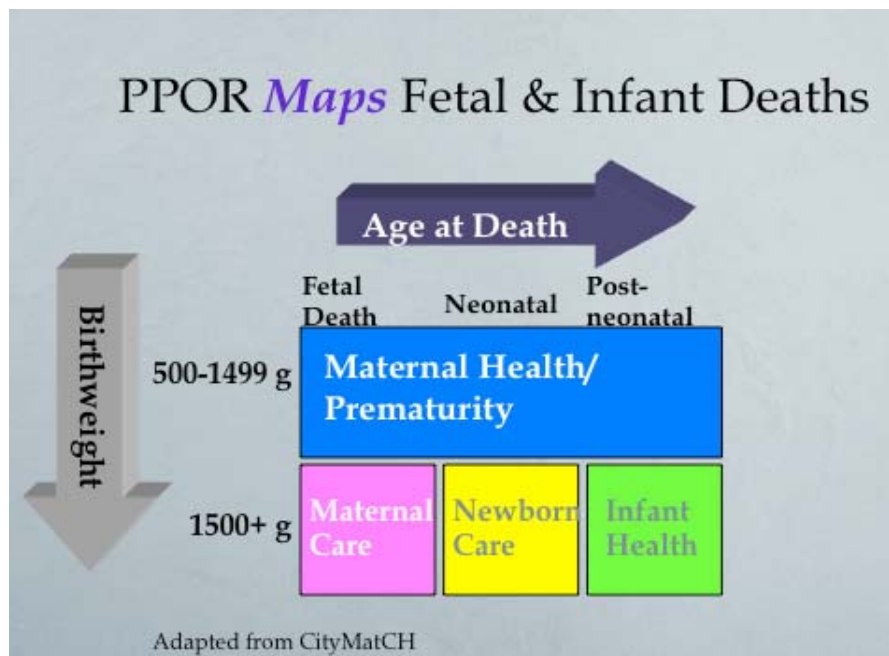 PPOR Maps Fetal & Infant Deaths
Age at Death
Birthweight
Fetal
Death
Neonatal
Post-
neonatal
500-1499 g
Maternal Health/
Prematurity
1500+ g
Maternal
Care
Newborn
Care
Infant
Health
Adapted from CityMatCH